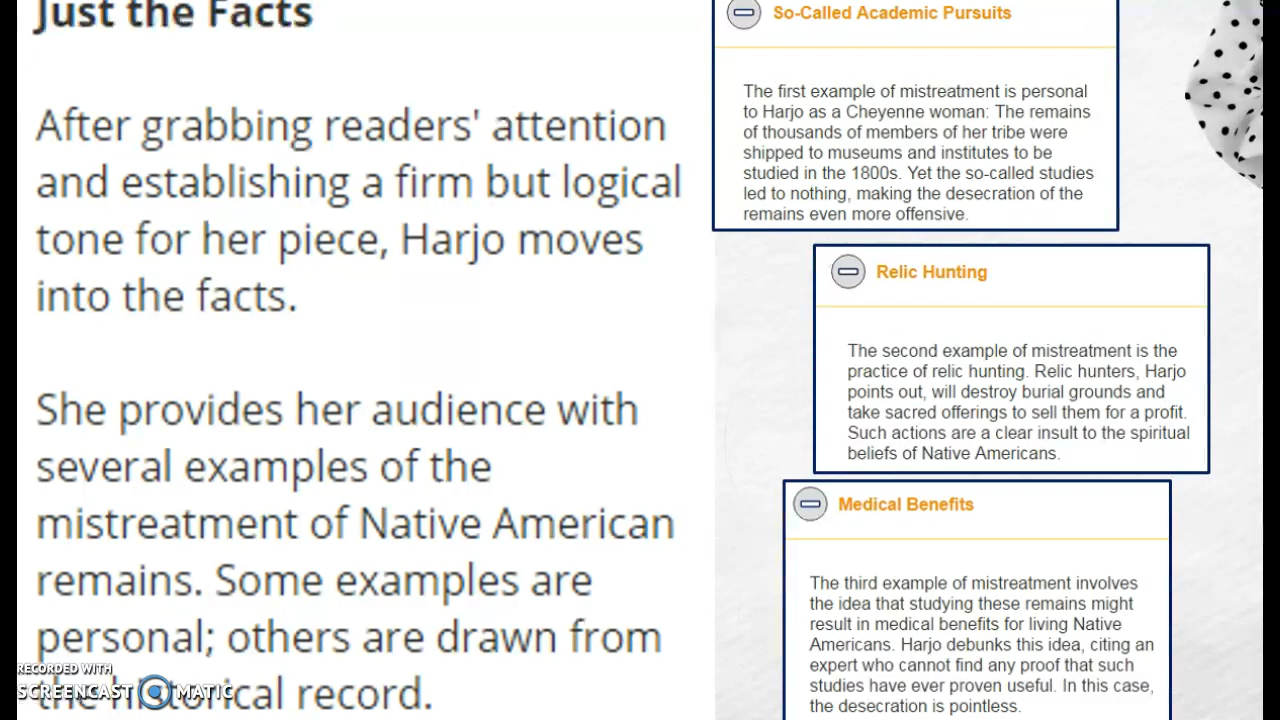 Just the Facts
After grabbing readers' attention
and establishing a firm but logical
tone for her piece, Harjo moves
into the facts.
She provides her audience with
several examples of the
mistreatment of Native American
remains. Some examples are
personal; others are drawn from
the historical record.
RECORDED WITH
SCREENCAST MATIC
So-Called Academic Pursuits
The first example of mistreatment is personal
to Harjo as a Cheyenne woman: The remains
of thousands of members of her tribe were
shipped to museums and institutes to be
studied in the 1800s. Yet the so-called studies
led to nothing, making the desecration of the
remains even more offensive.
Relic Hunting
The second example of mistreatment is the
practice of relic hunting. Relic hunters, Harjo
points out, will destroy burial grounds and
take sacred offerings to sell them for a profit.
Such actions are a clear insult to the spiritual
beliefs of Native Americans.
Medical Benefits
The third example of mistreatment involves
the idea that studying these remains might
result in medical benefits for living Native
Americans. Harjo debunks this idea, citing an
expert who cannot find any proof that such
studies have ever proven useful. In this case,
the desecration is pointless.